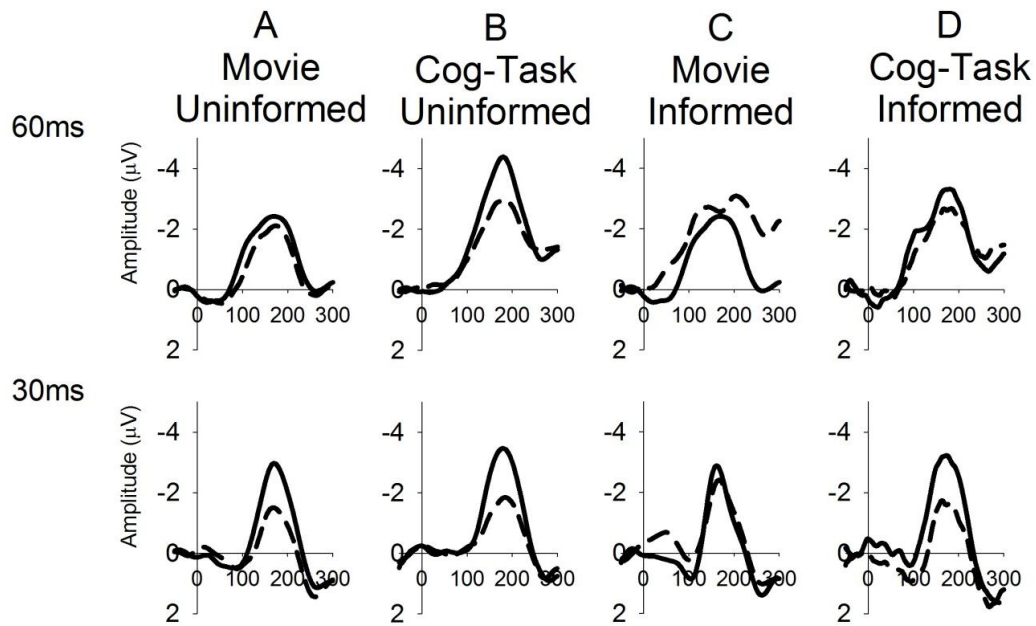 A B C D
Movie Cog-Task Movie Cog-Task
Uninformed Uninformed Informed Informed
60ms
Amplitude (μV)
-4 -4 -4 -4
-2 -2 -2 -2
0 0 0 0
0 100 200 300 0 100 200 300 0 100 200 300 0 100 200 300
2 2 2 2
30ms
Amplitude (μV)
-4 -4 -4 -4
-2 -2 -2 -2
0 0 0 0
0 100 200 300 0 100 200 300 0 100 200 300 0 100 200 300
2 2 2 2